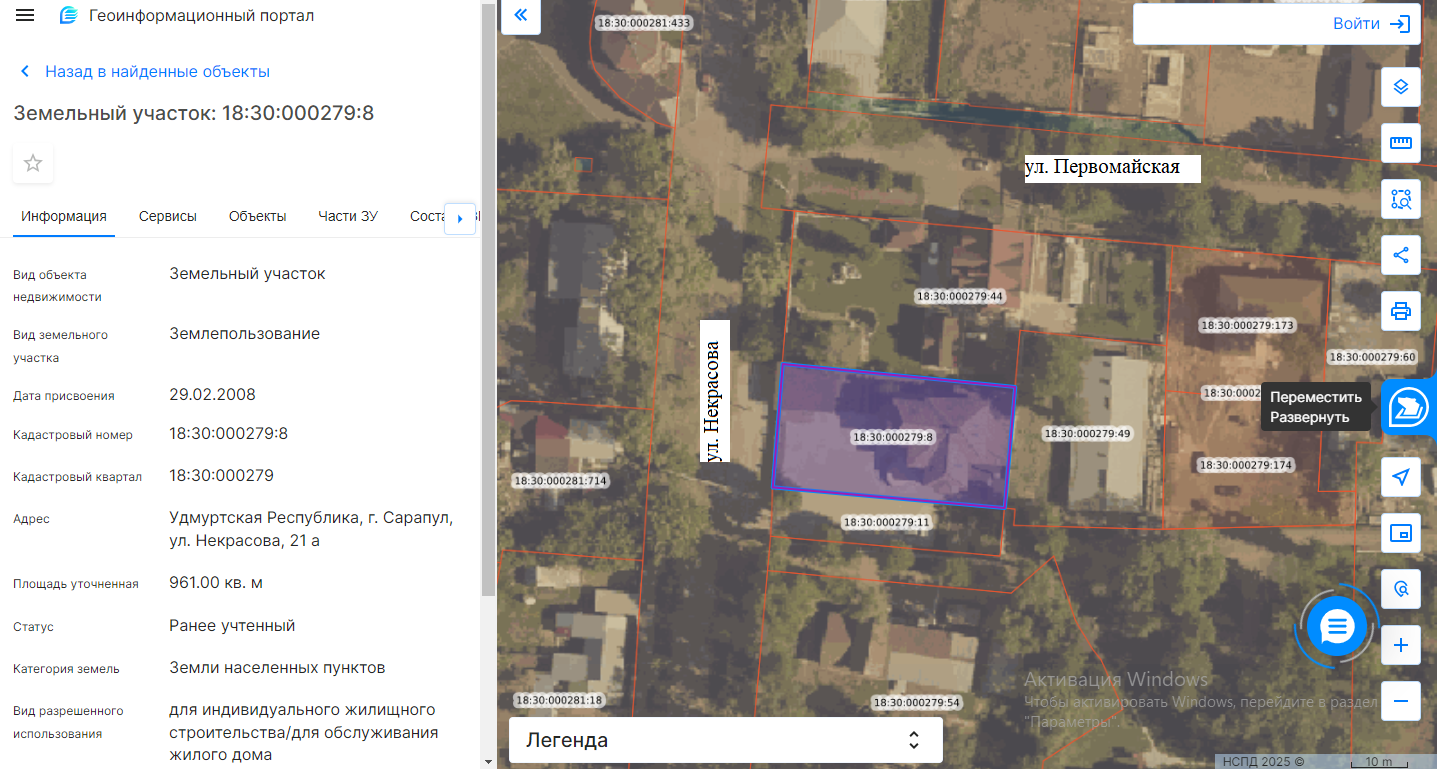 Геоинформационный портал
Назад в найденные объекты
Земельный участок: 18:30:000279:8
Информация
Сервисы
Объекты
Части ЗУ
Вид объекта
недвижимости
Земельный участок
Вид земельного
участка
Землепользование
Дата присвоения
29.02.2008
Кадастровый номер
18:30:000279:8
Кадастровый квартал
18:30:000279
Адрес
Удмуртская Республика, г. Сарапул,
ул. Некрасова, 21 а
Площадь уточненная
961.00 кв. м
Статус
Ранее учтенный
Категория земель
Земли населенных пунктов
Вид разрешенного
использования
для индивидуального жилищного
строительства/для обслуживания
жилого дома
18:30:000281:433
Войти
ул. Первомайская
18:30:000279:44
18:30:000279:173
18:30:000279:60
ул. Некрасова
Переместить
Развернуть
18:30:000279:8
18:30:000279:49
18:30:000279:174
18:30:000281:714
18:30:000279:11
18:30:000281:18
18:30:000279:54
Активация Windows
Чтобы активировать Windows, перейдите в раздел
"Параметры".
Легенда
НСПД 2025 ©
10 m